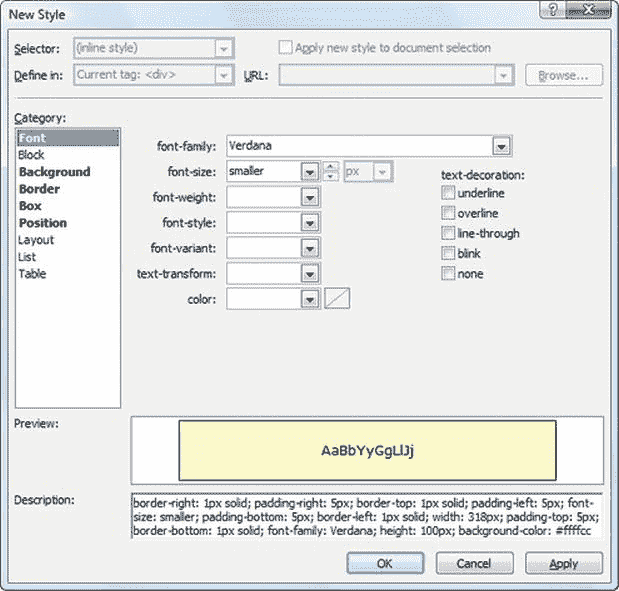 New Style
Selector: (inline style) Apply new style to document selection
Define in: Current tag: <div> URL: Browse...
Category:
Font
Block
Background
Border
Box
Position
Layout
List
Table
font-family: Verdana
font-size: smaller px
font-weight:
font-style:
font-variant:
text-transform:
color:
text-decoration:
underline
overline
line-through
blink
none
Preview:
AaBbYyGgLlJj
Description:
border-right: 1px solid; padding-right: 5px; border-top: 1px solid; padding-left: 5px; font-
size: smaller; padding-bottom: 5px; border-left: 1px solid; width: 318px; padding-top: 5px;
border-bottom: 1px solid; font-family: Verdana; height: 100px; background-color: #ffffcc
OK Cancel Apply